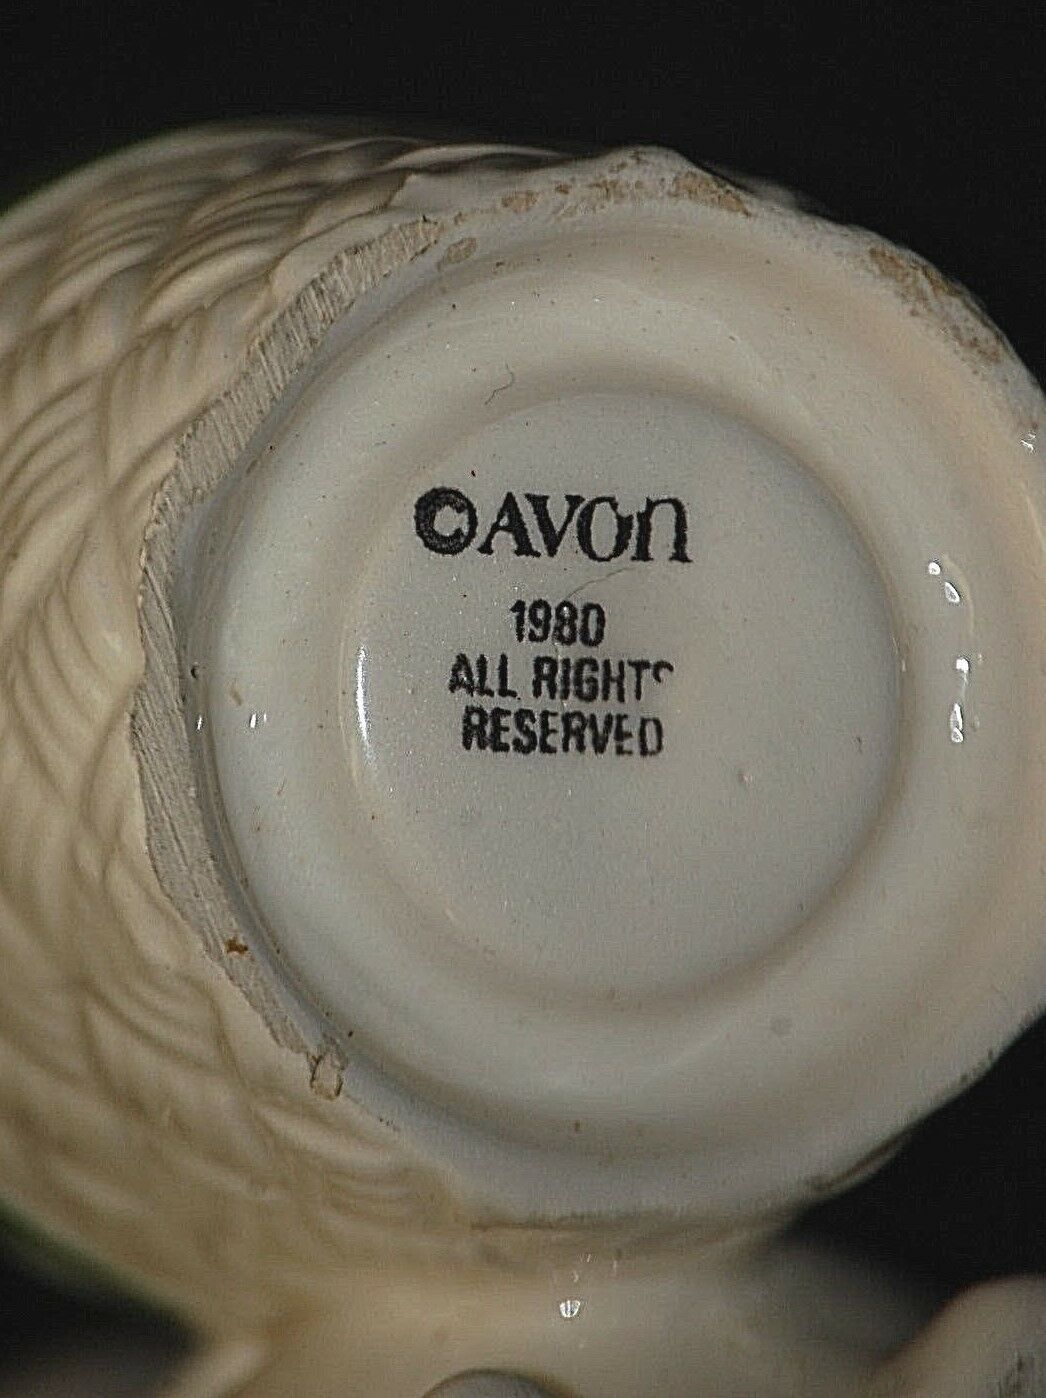 ©AVON
1980
ALL RIGHTS
RESERVED